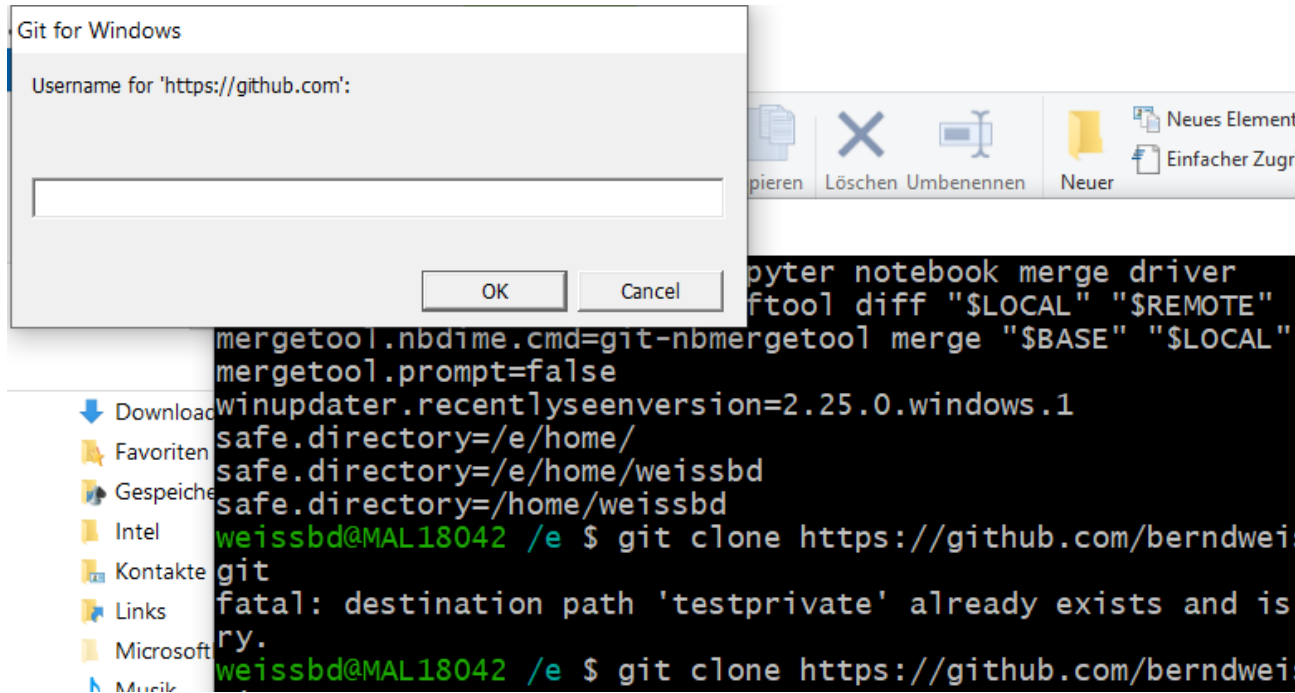 Git for Windows
Username for 'https://github.com':
OK
Cancel
pieren
Löschen
Umbenennen
Neuer
Neues Element
Einfacher Zugr
pyter notebook merge driver
ftool diff "$LOCAL" "$REMOTE"
mergetool.nbdime.cmd=git-nbmergetool merge "$BASE" "$LOCAL"
mergetool.prompt=false
winupdater.recentlyseenversion=2.25.0.windows.1
safe.directory=/e/home/
safe.directory=/e/home/weissbd
safe.directory=/home/weissbd
weissbd@MAL18042 /e $ git clone https://github.com/berndweis
git
fatal: destination path 'testprivate' already exists and is
ry.
weissbd@MAL18042 /e $ git clone https://github.com/berndweis
Download
Favoriten
Gespeiche
Intel
Kontakte
Links
Microsoft
Musik